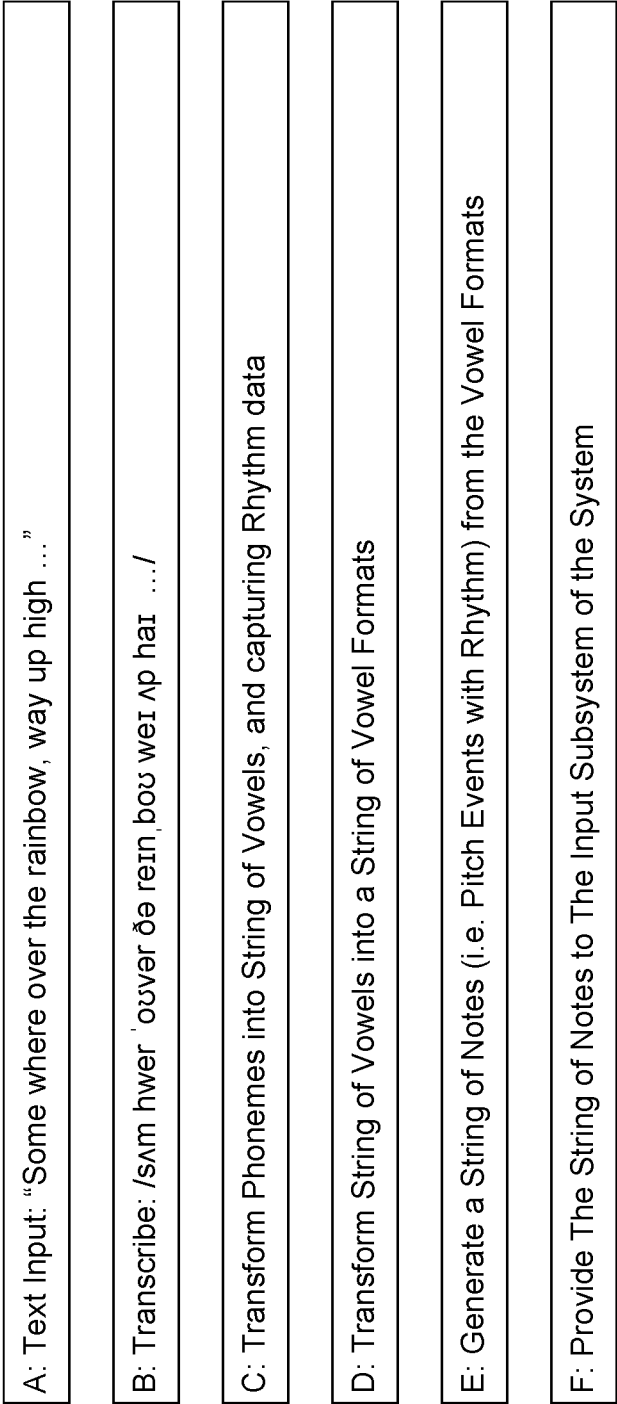 A: Text Input: “Some where over the rainbow, way up high …”
B: Transcribe: /sʌm hwer ˈoʊvər ðə reɪnˌboʊ weɪ ʌp haɪ …/
C: Transform Phonemes into String of Vowels, and capturing Rhythm data
D: Transform String of Vowels into a String of Vowel Formats
E: Generate a String of Notes (i.e. Pitch Events with Rhythm) from the Vowel Formats
F: Provide The String of Notes to The Input Subsystem of the System